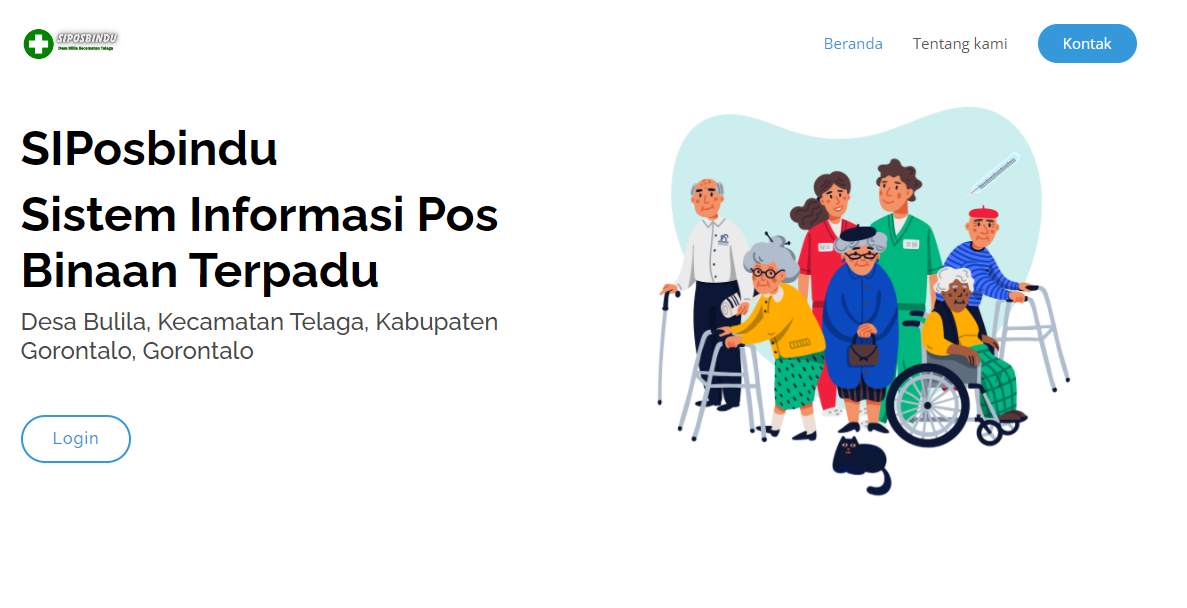 SIPOSBINDU
Desa Bulila Kecamatan Telaga
Beranda
Tentang kami
Kontak
SIPosbindu
Sistem Informasi Pos
Binaan Terpadu
Desa Bulila, Kecamatan Telaga, Kabupaten
Gorontalo, Gorontalo
Login